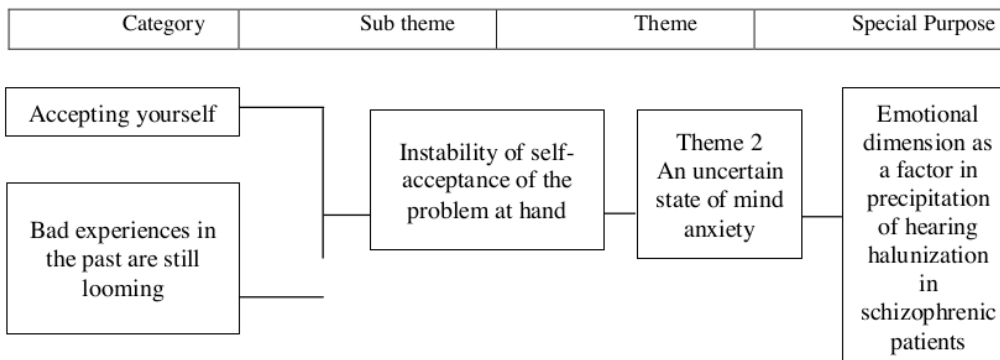 Category Sub theme Theme Special Purpose
Accepting yourself
Bad experiences in
the past are still
looming
Instability of self-
acceptance of the
problem at hand
Theme 2
An uncertain
state of mind
anxiety
Emotional
dimension as
a factor in
precipitation
of hearing
halunization
in
schizophrenic
patients